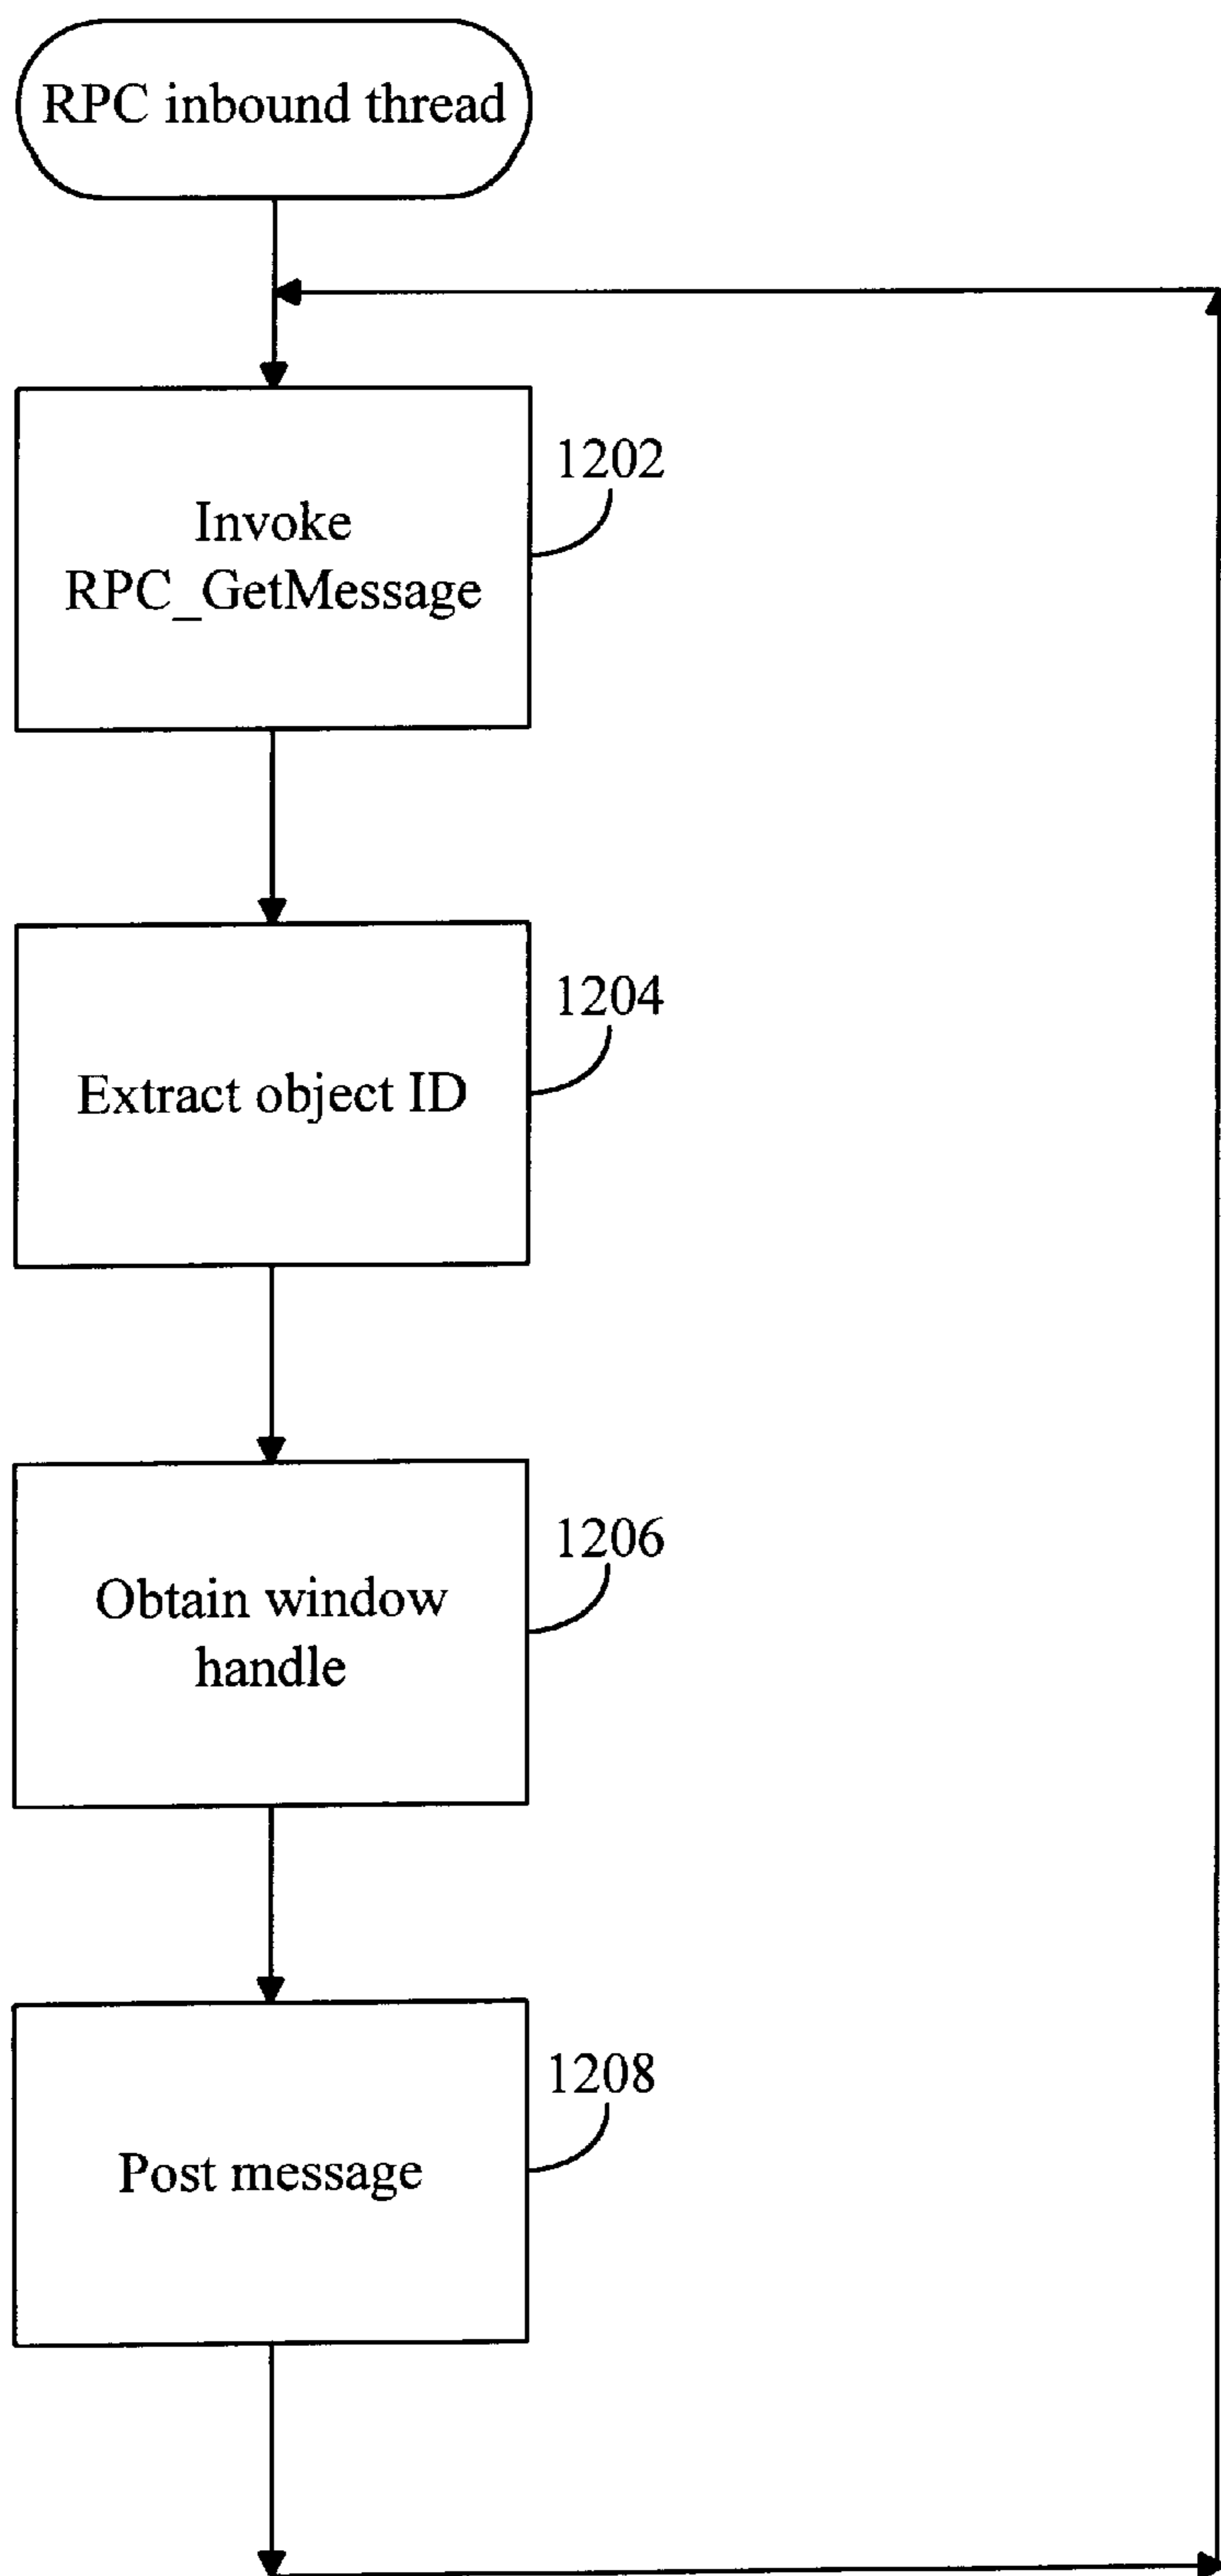 RPC inbound thread
1202
Invoke
RPC_GetMessage
1204
Extract object ID
1206
Obtain window
handle
1208
Post message